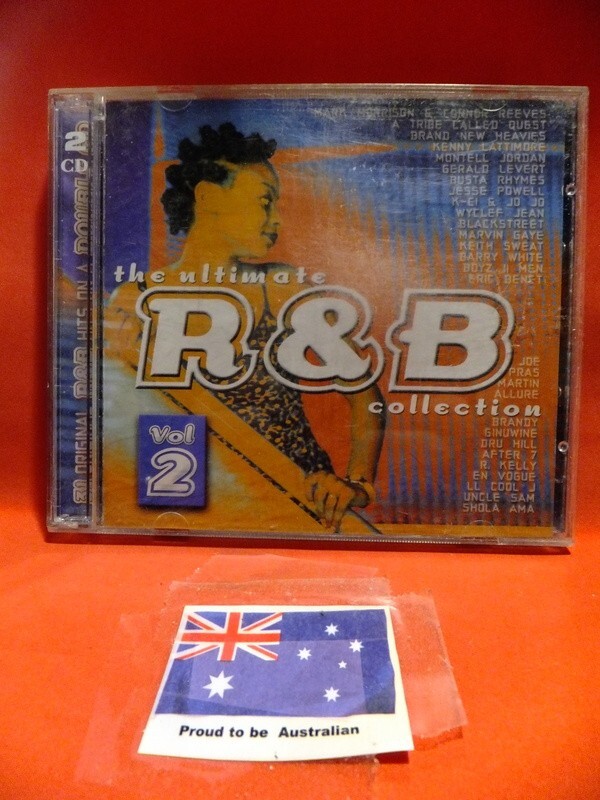 2
CD
ORIGINAL R&B HITS ON A DOUBLE
MARK MORRISON & CONNOR REEVES
A TRIBE CALLED QUEST
BRAND NEW HEAVIES
KENNY LATTIMORE
MONTELL JORDAN
GERALD LEVERT
BUSTA RHYMES
JESSE POWELL
K-CI & JO JO
WYCLEF JEAN
BLACKSTREET
MARVIN GAYE
KEITH SWEAT
BARRY WHITE
BOYZ II MEN
ERIC BENET
the ultimate
R&B
collection
JOE
PRAS
MARTIN
ALLURE
BRANDY
GINUWINE
DRU HILL
AFTER 7
R. KELLY
EN VOGUE
LL COOL J
UNCLE SAM
SHOLA AMA
Vol
2
Proud to be Australian